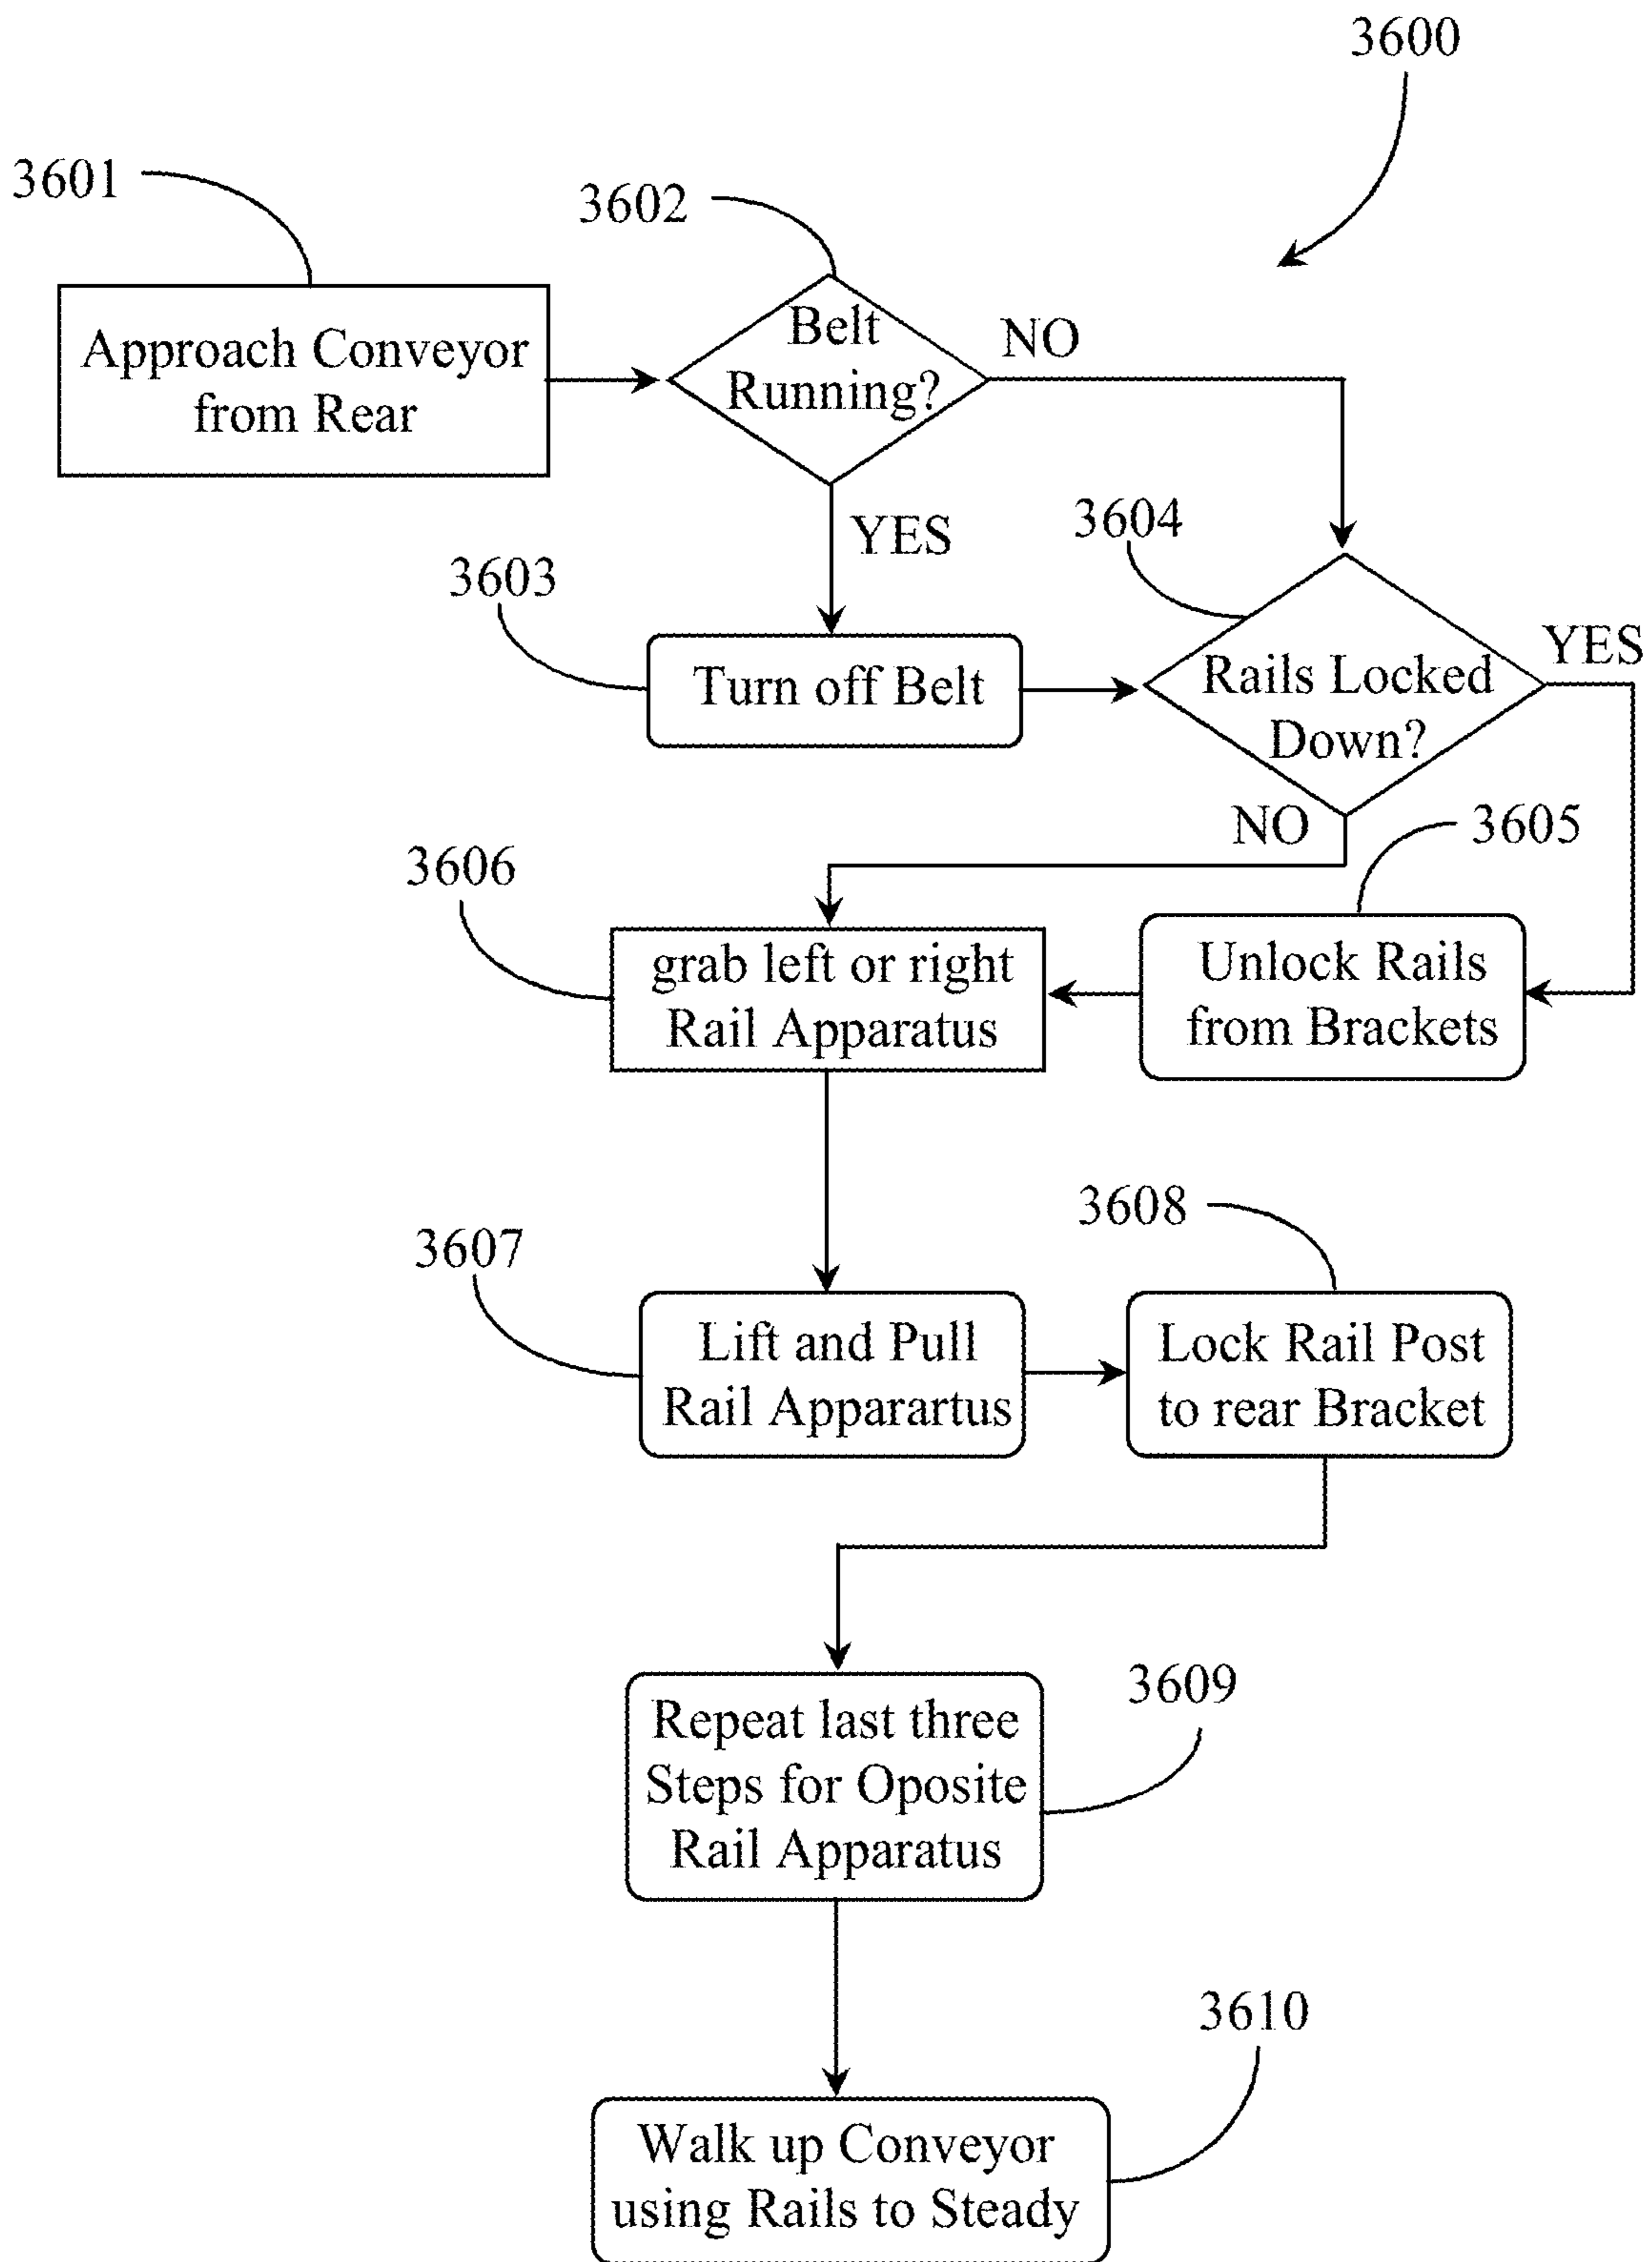 3600
3601
3602
Approach Conveyor
from Rear
Belt
Running?
NO
YES
3603
3604
Turn off Belt
Rails Locked
Down?
YES
NO
3605
3606
grab left or right
Rail Apparatus
Unlock Rails
from Brackets
3607
3608
Lift and Pull
Rail Apparartus
Lock Rail Post
to rear Bracket
3609
Repeat last three
Steps for Oposite
Rail Apparatus
3610
Walk up Conveyor
using Rails to Steady